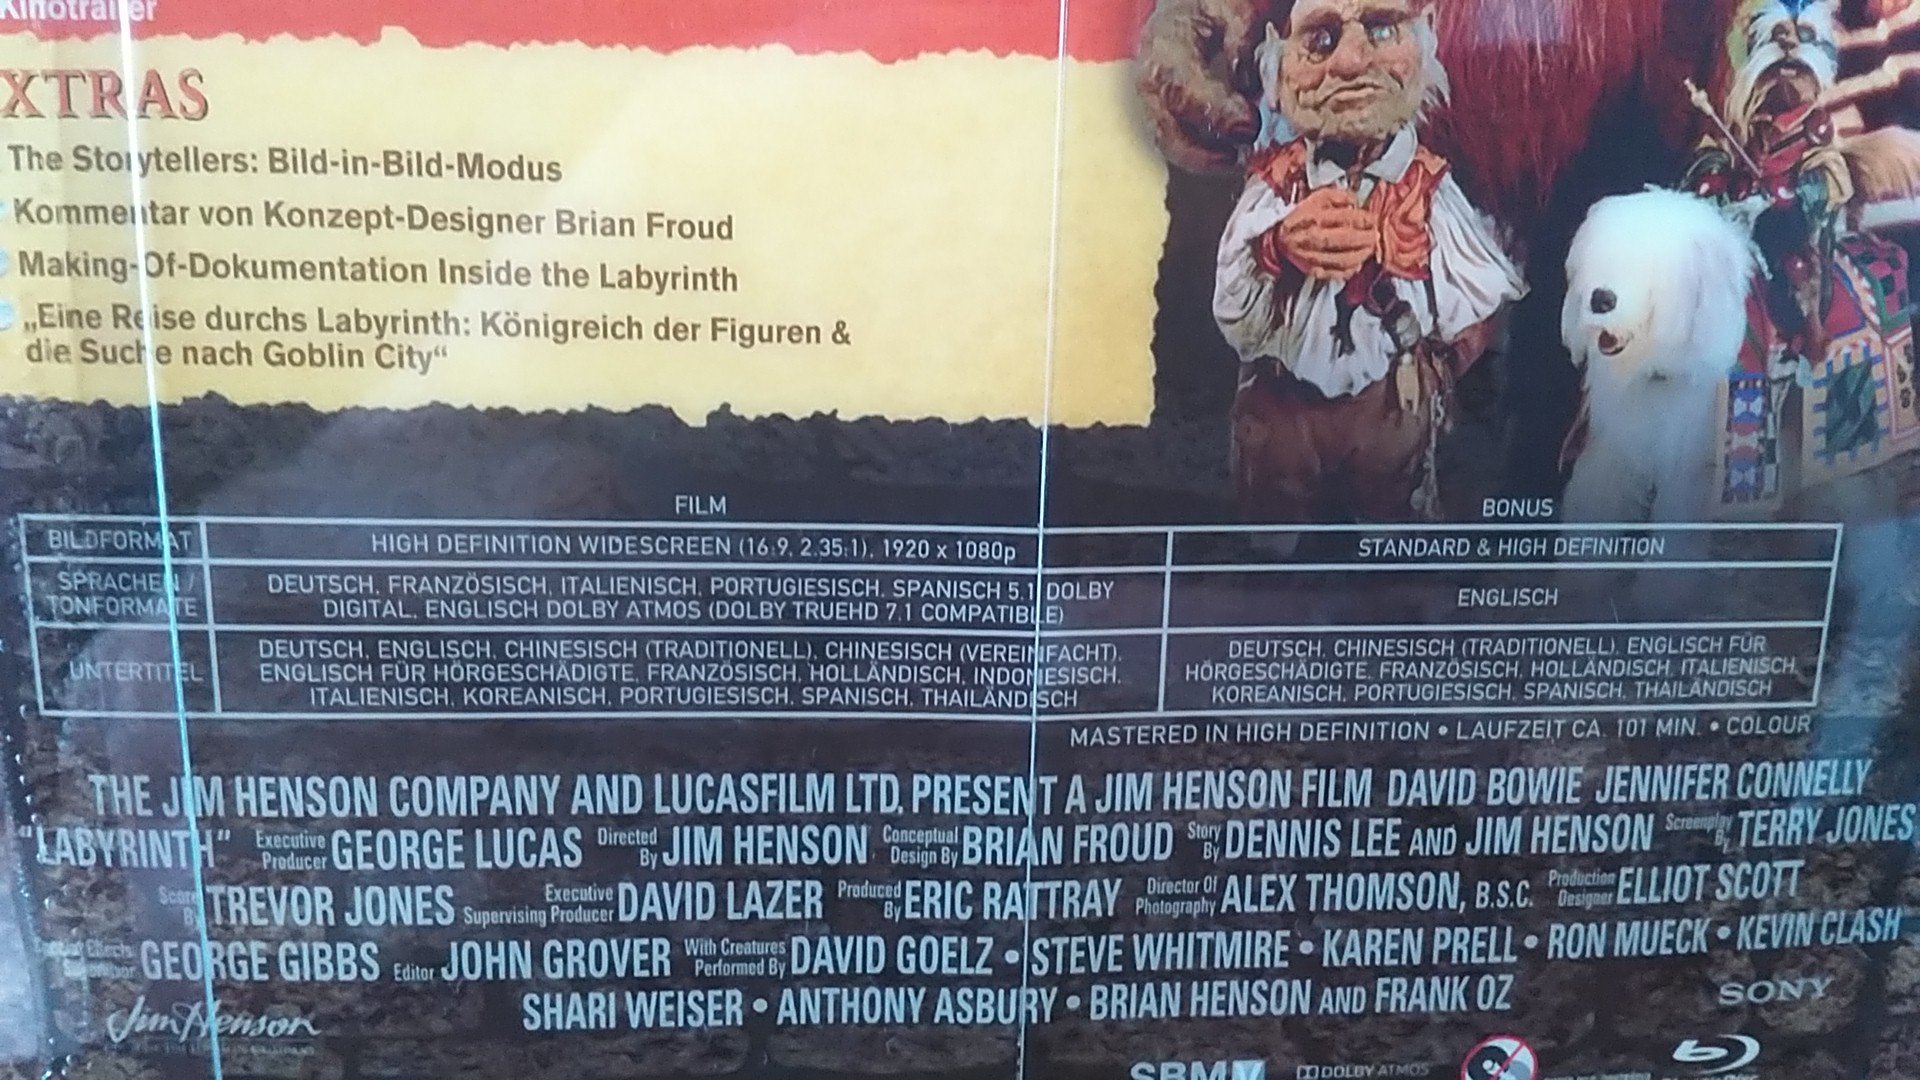 Kinotrailer
XTRAS
The Storytellers: Bild-in-Bild-Modus
Kommentar von Konzept-Designer Brian Froud
Making-Of-Dokumentation Inside the Labyrinth
„Eine Reise durchs Labyrinth: Königreich der Figuren &
die Suche nach Goblin City“
FILM BONUS
BILDFORMAT HIGH DEFINITION WIDESCREEN (16:9, 2.35:1), 1920 x 1080p STANDARD & HIGH DEFINITION
SPRACHEN / TONFORMATE
DEUTSCH, FRANZÖSISCH, ITALIENISCH, PORTUGIESISCH, SPANISCH 5.1 DOLBY
DIGITAL, ENGLISCH DOLBY ATMOS (DOLBY TRUEHD 7.1 COMPATIBLE)
ENGLISCH
UNTERTITEL
DEUTSCH, ENGLISCH, CHINESISCH (TRADITIONELL), CHINESISCH (VEREINFACHT),
ENGLISCH FÜR HÖRGESCHÄDIGTE, FRANZÖSISCH, HOLLÄNDISCH, INDONESISCH,
ITALIENISCH, KOREANISCH, PORTUGIESISCH, SPANISCH, THAILÄNDISCH
DEUTSCH, CHINESISCH (TRADITIONELL), ENGLISCH FÜR
HÖRGESCHÄDIGTE, FRANZÖSISCH, HOLLÄNDISCH, ITALIENISCH,
KOREANISCH, PORTUGIESISCH, SPANISCH, THAILÄNDISCH
MASTERED IN HIGH DEFINITION • LAUFZEIT CA. 101 MIN. • COLOUR
THE JIM HENSON COMPANY AND LUCASFILM LTD. PRESENT A JIM HENSON FILM DAVID BOWIE JENNIFER CONNELLY
"LABYRINTH" Executive Producer GEORGE LUCAS Directed By JIM HENSON Conceptual Design By BRIAN FROUD Story By DENNIS LEE AND JIM HENSON Screenplay By TERRY JONES
Score By TREVOR JONES Executive Supervising Producer DAVID LAZER Produced By ERIC RATTRAY Director Of Photography ALEX THOMSON, B.S.C. Production Designer ELLIOT SCOTT
GEORGE GIBBS Editor JOHN GROVER With Creatures Performed By DAVID GOELZ • STEVE WHITMIRE • KAREN PRELL • RON MUECK • KEVIN CLASH
SHARI WEISER • ANTHONY ASBURY • BRIAN HENSON AND FRANK OZ
Jim Henson
SONY
DOLBY ATMOS